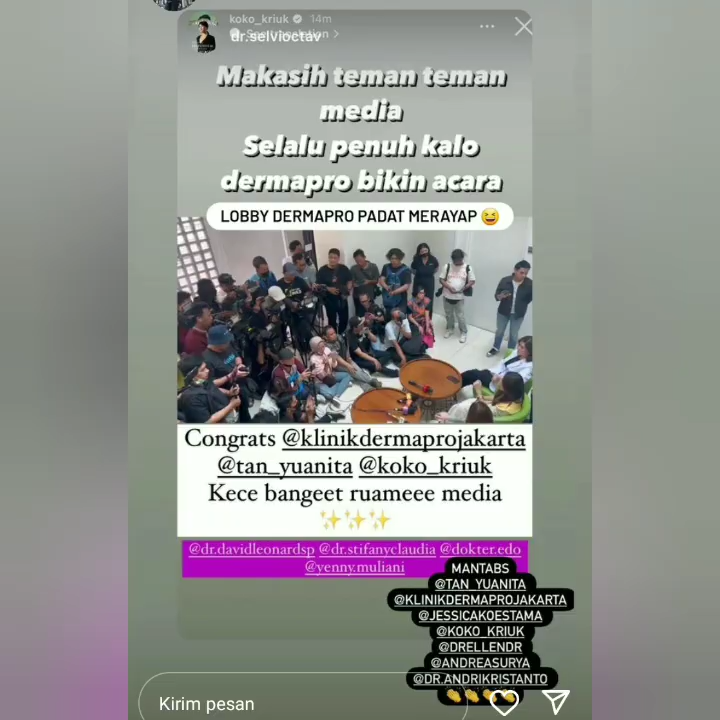 koko_kriuk 14m
See translation >
dr.selvioctav
Makasih teman teman
media
Selalu penuh kalo
dermapro bikin acara
LOBBY DERMAPRO PADAT MERAYAP 😆
Congrats @klinikdermaprojakarta
@tan_yuanita @koko_kriuk
Kece bangeet ruameee media
✨✨✨
@dr.davidleonardsp @dr.stifanyclaudia @dokter.edo
@yenny.muliani
MANTABS
@TAN_YUANITA
@KLINIKDERMAPROJAKARTA
@JESSICAKOESTAMA
@KOKO_KRIUK
@DRELLENDR
@ANDREASURYA
@DR.ANDRIKRISTANTO
👏👏👏👏
Kirim pesan